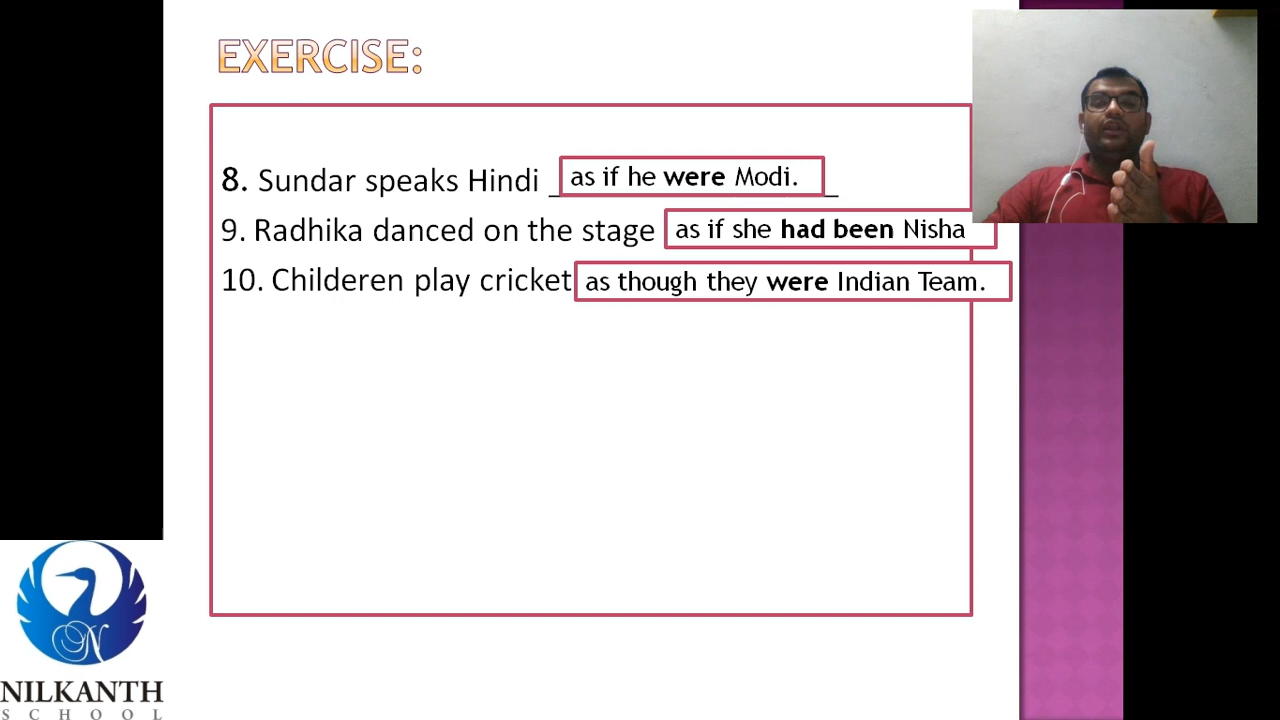 EXERCISE:
8. Sundar speaks Hindi _ as if he were Modi. _
9. Radhika danced on the stage as if she had been Nisha
10. Childeren play cricket as though they were Indian Team.
N
NILKANTH
SCHOOL